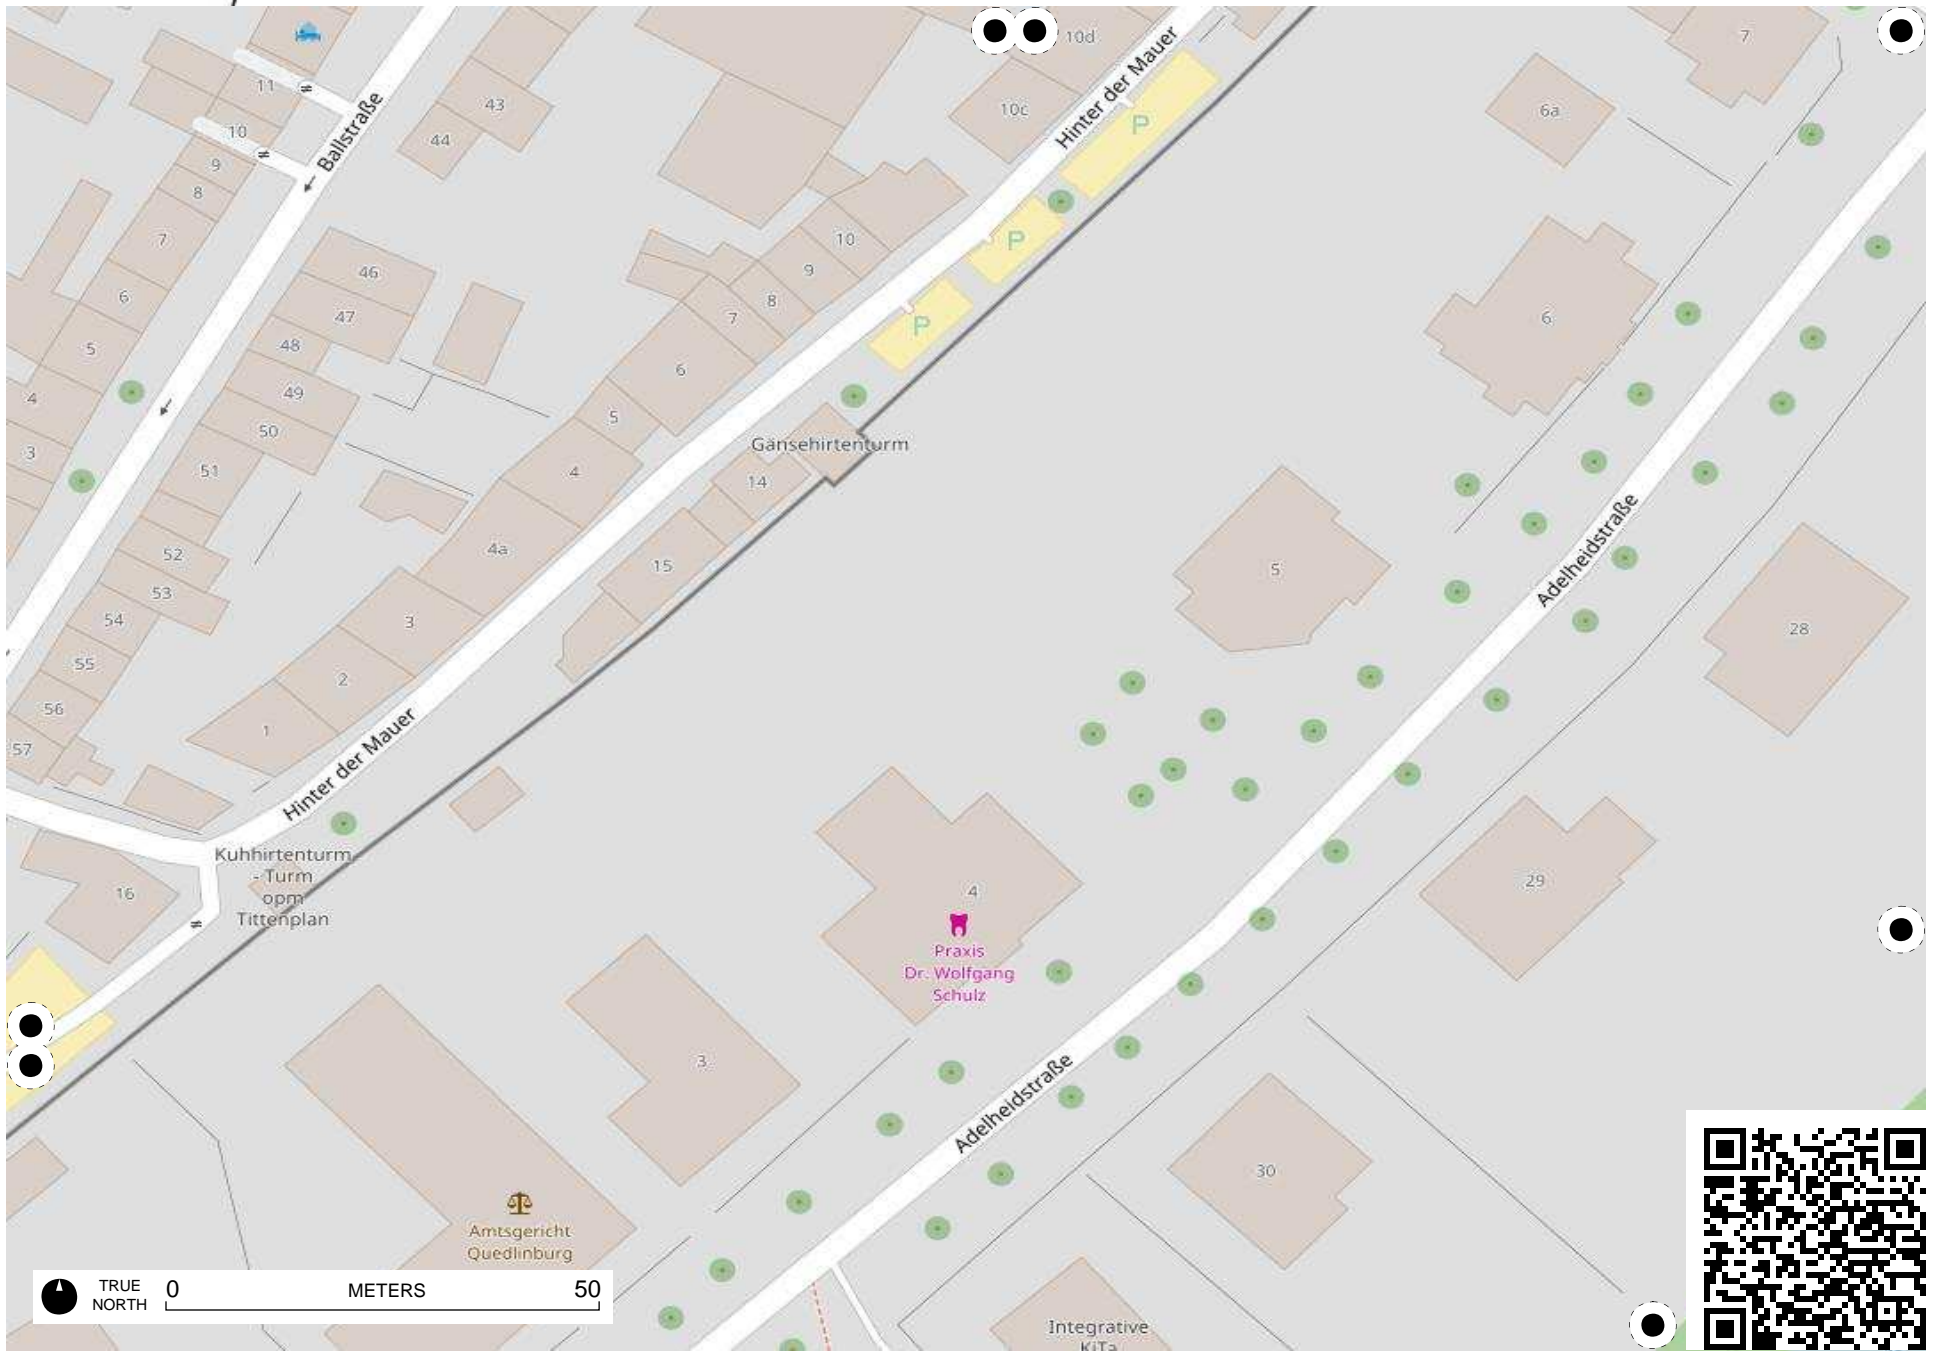 10d
7
11
Hinter der Mauer
43
10c
6a
P
10
44
Ballstraße
9
8
7
10
P
46
9
6
8
47
7
6
P
5
48
6
49
4
5
50
Gänsehirtenturm
3
51
4
14
4a
15
5
Adelheidstraße
52
53
54
3
28
55
2
56
1
57
Hinter der Mauer
Kuhhirtenturm
- Turm
opm
Tittenplan
16
4
29
Praxis
Dr. Wolfgang
Schulz
3
Adelheidstraße
30
Amtsgericht
Quedlinburg
TRUE
NORTH
0 METERS 50
Integrative
KiTa